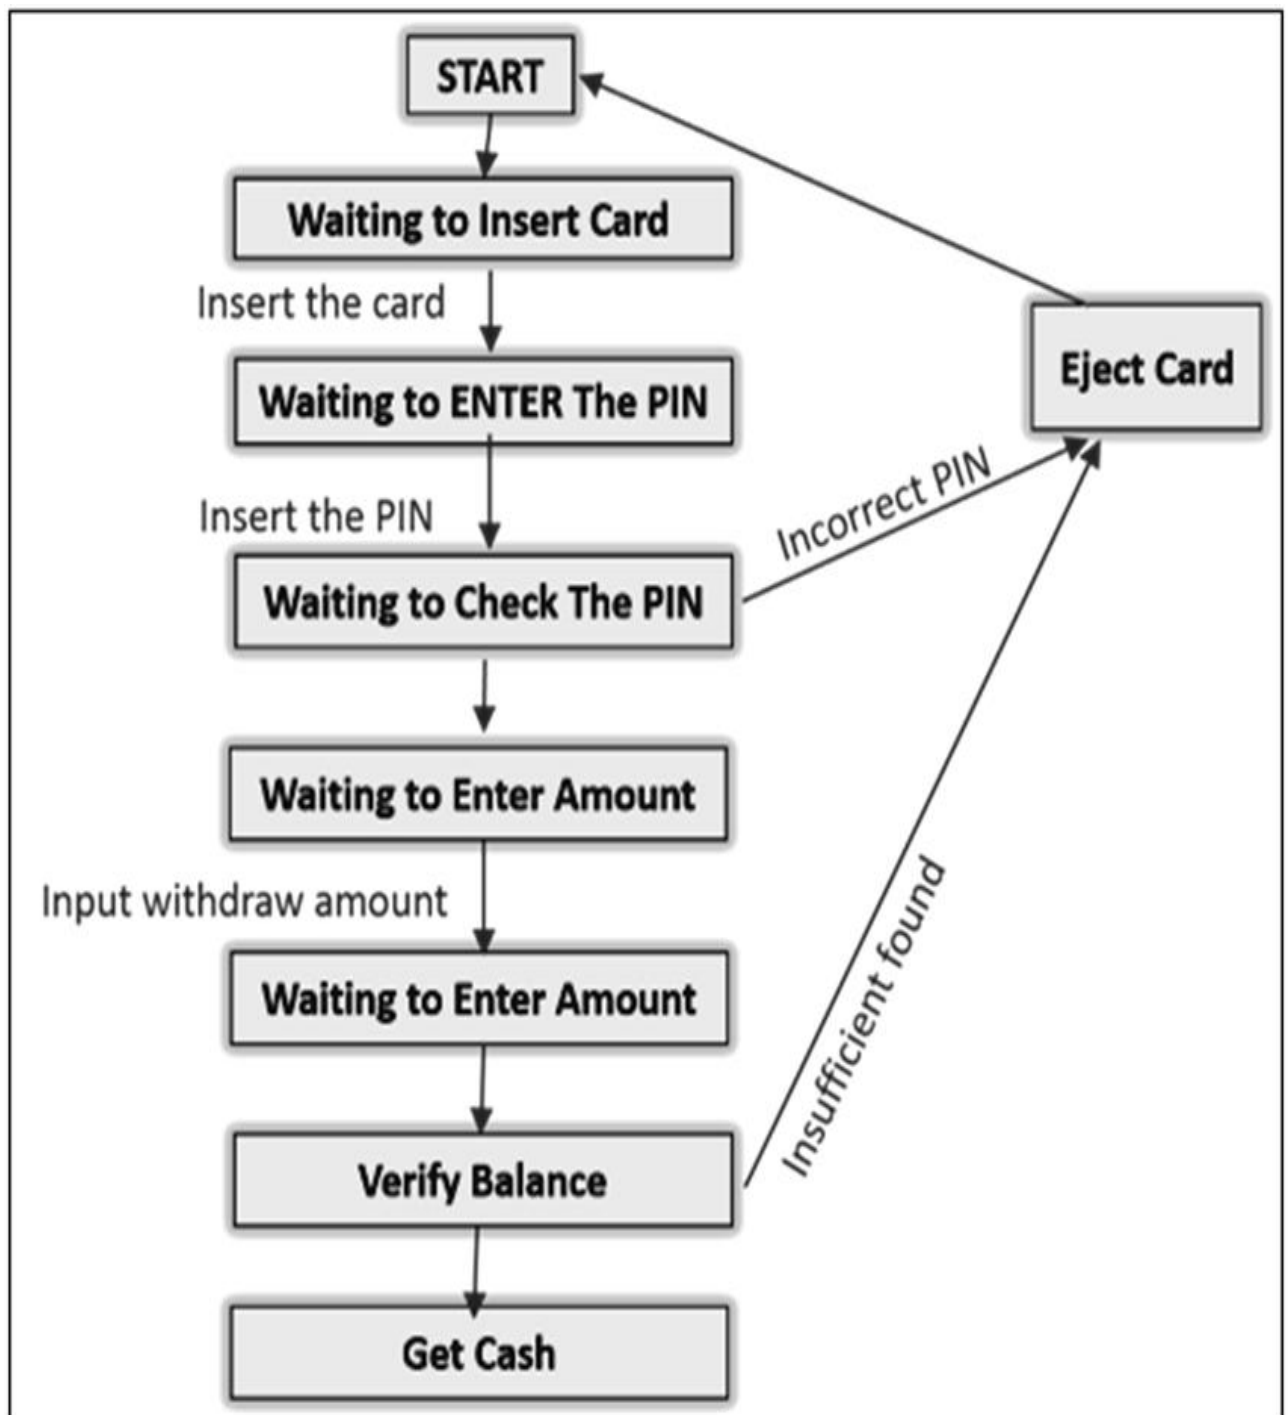 START
Waiting to Insert Card
Insert the card
Eject Card
Waiting to ENTER The PIN
Incorrect PIN
Insert the PIN
Waiting to Check The PIN
Waiting to Enter Amount
Input withdraw amount
Insufficient found
Waiting to Enter Amount
Verify Balance
Get Cash